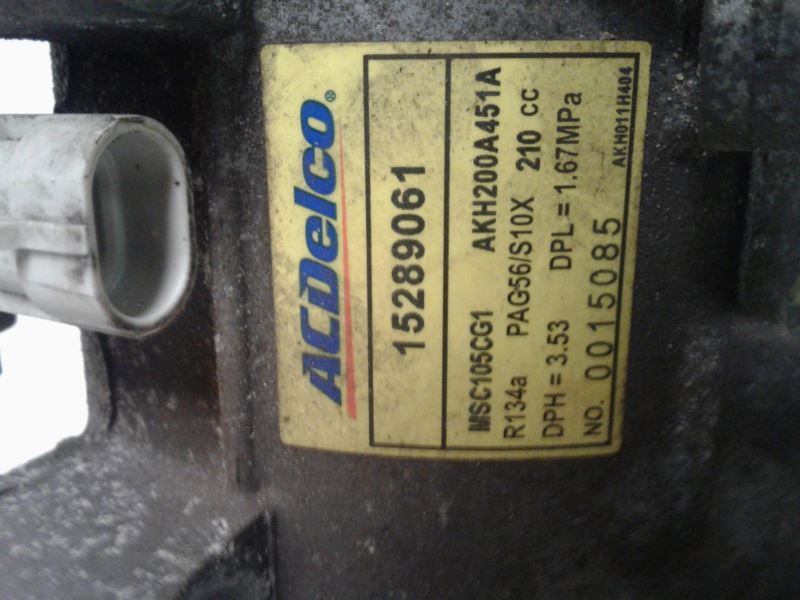 ACDelco®
15289061
MSC105CG1 AKH200A451A
R134a PAG56/S10X 210 CC
DPH = 3.53 DPL = 1.67MPa
NO. 0015085
AKH011H404